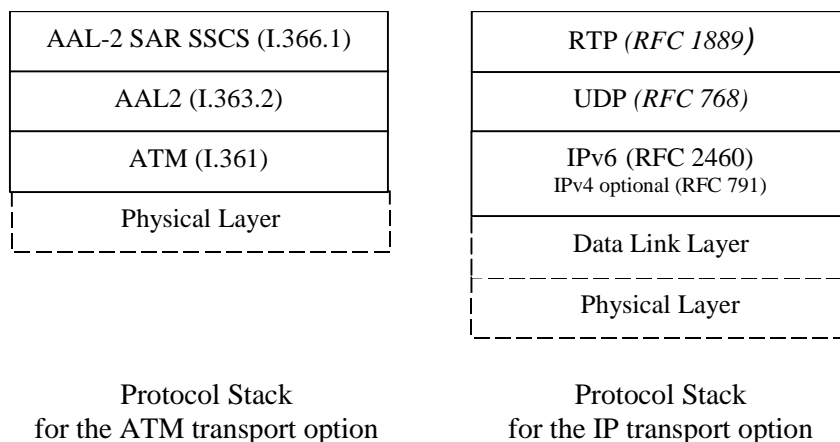 AAL-2 SAR SSCS (I.366.1)
AAL2 (I.363.2)
ATM (I.361)
Physical Layer
Protocol Stack
for the ATM transport option
RTP (RFC 1889)
UDP (RFC 768)
IPv6 (RFC 2460)
IPv4 optional (RFC 791)
Data Link Layer
Physical Layer
Protocol Stack
for the IP transport option